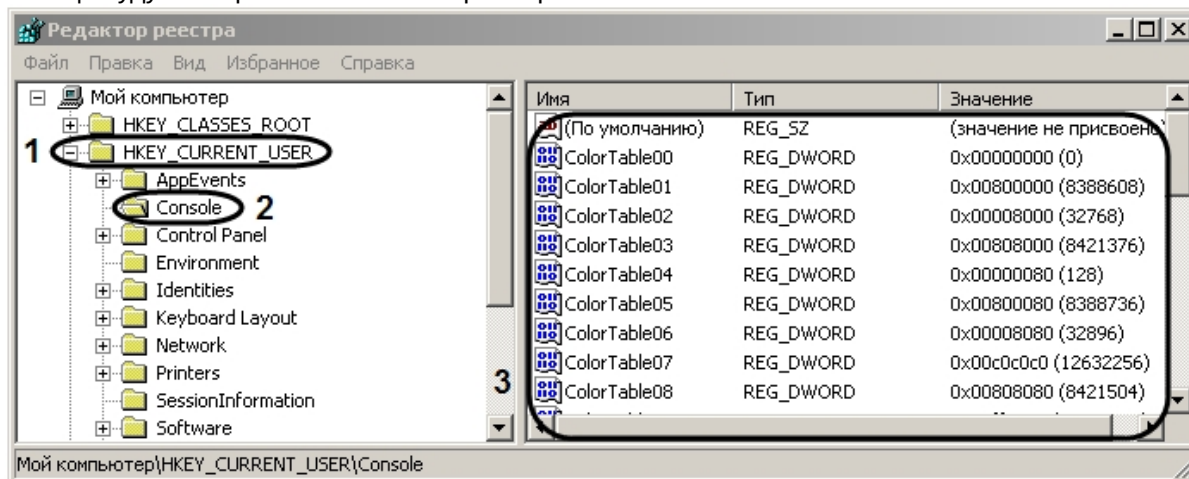 Редактор реестра
Файл Правка Вид Избранное Справка
Мой компьютер
HKEY_CLASSES_ROOT
1 HKEY_CURRENT_USER
AppEvents
Console 2
Control Panel
Environment
Identities
Keyboard Layout
Network
Printers
SessionInformation
Software
3
Имя Тип Значение
(По умолчанию) REG_SZ (значение не присвоено)
ColorTable00 REG_DWORD 0x00000000 (0)
ColorTable01 REG_DWORD 0x00800000 (8388608)
ColorTable02 REG_DWORD 0x00008000 (32768)
ColorTable03 REG_DWORD 0x00808000 (8421376)
ColorTable04 REG_DWORD 0x00000080 (128)
ColorTable05 REG_DWORD 0x00800080 (8388736)
ColorTable06 REG_DWORD 0x00008080 (32896)
ColorTable07 REG_DWORD 0x00c0c0c0 (12632256)
ColorTable08 REG_DWORD 0x00808080 (8421504)
Мой компьютер\HKEY_CURRENT_USER\Console